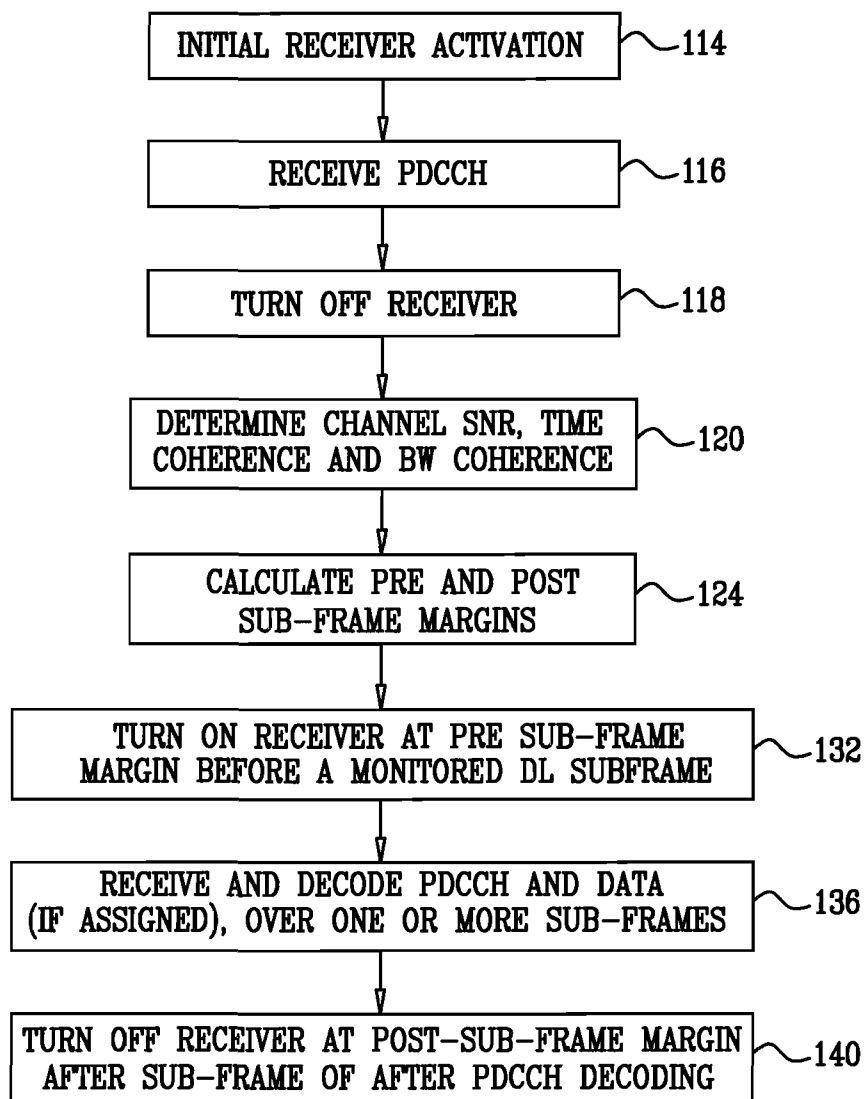 INITIAL RECEIVER ACTIVATION
114
RECEIVE PDCCH
116
TURN OFF RECEIVER
118
DETERMINE CHANNEL SNR, TIME
COHERENCE AND BW COHERENCE
120
CALCULATE PRE AND POST
SUB-FRAME MARGINS
124
TURN ON RECEIVER AT PRE SUB-FRAME
MARGIN BEFORE A MONITORED DL SUBFRAME
132
RECEIVE AND DECODE PDCCH AND DATA
(IF ASSIGNED), OVER ONE OR MORE SUB-FRAMES
136
TURN OFF RECEIVER AT POST-SUB-FRAME MARGIN
AFTER SUB-FRAME OF AFTER PDCCH DECODING
140